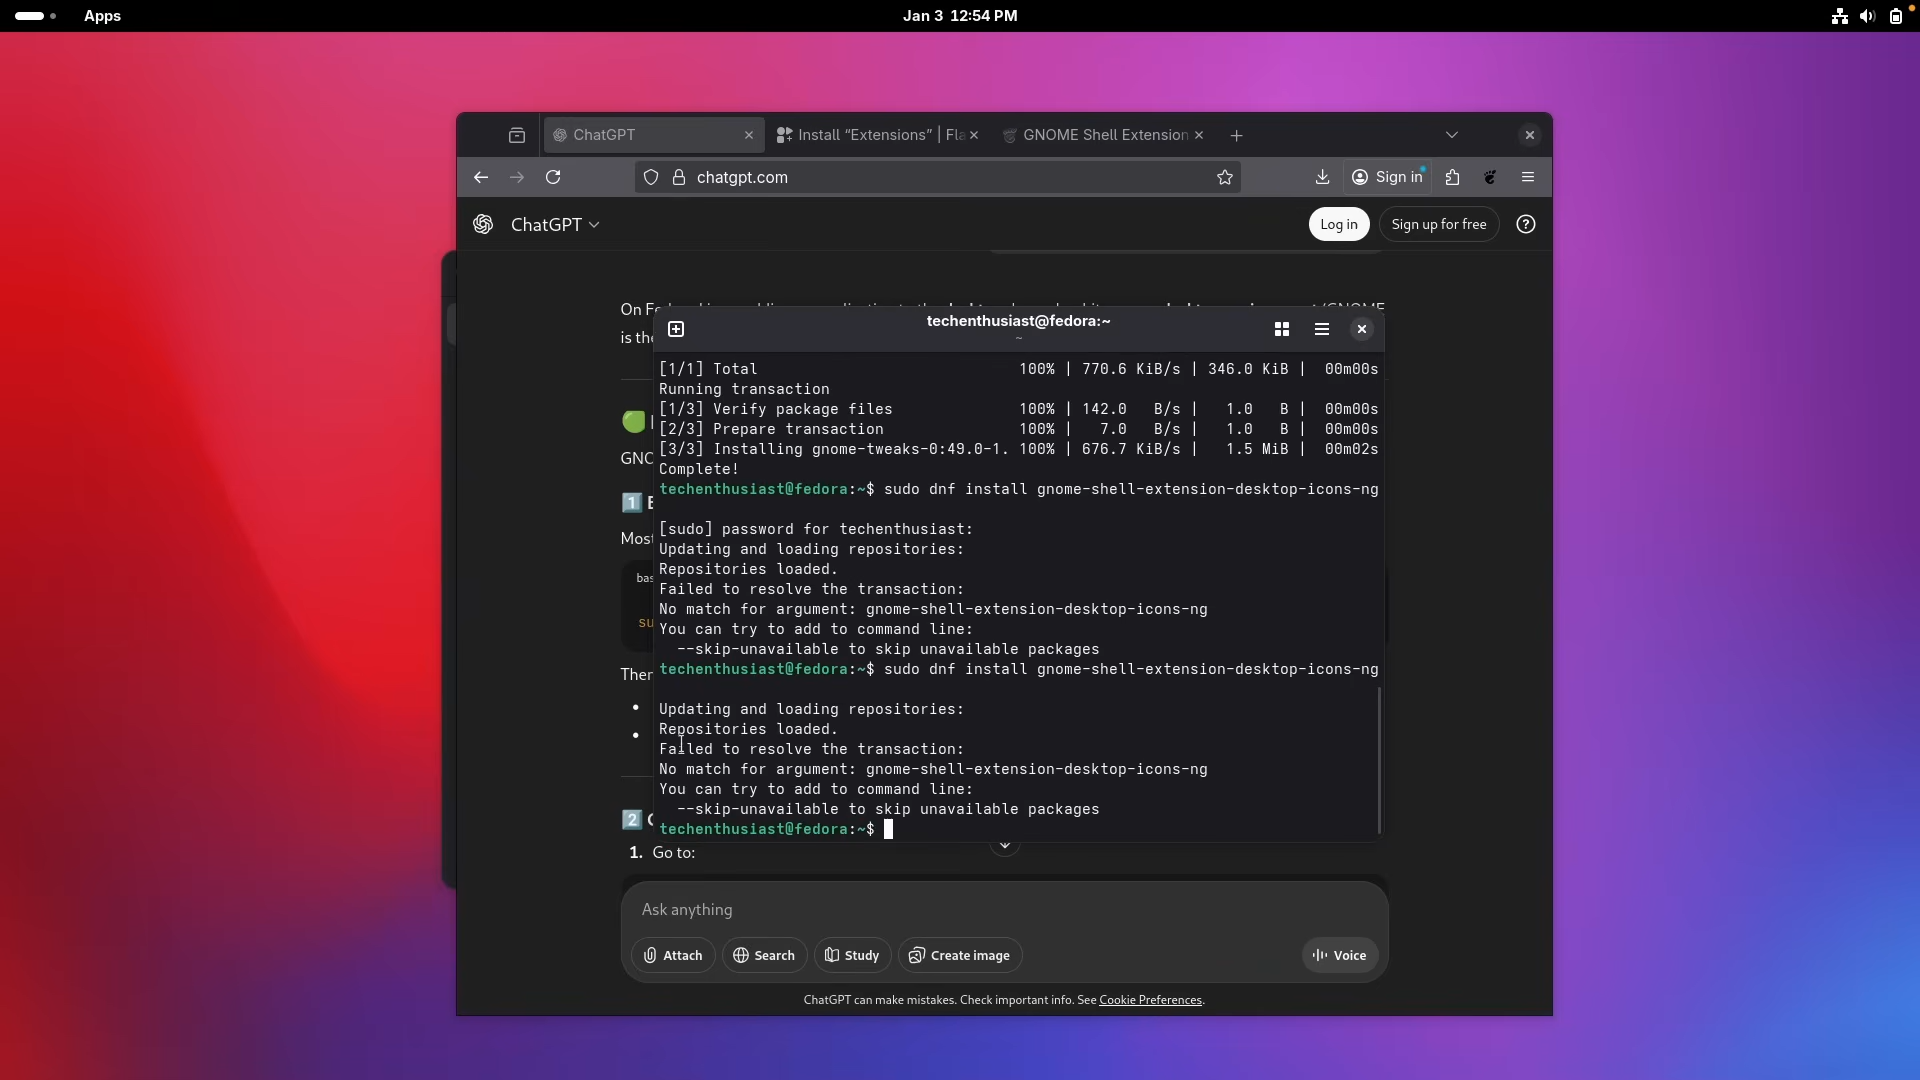 Apps
Jan 3 12:54 PM
ChatGPT
Install “Extensions” | Fla
GNOME Shell Extension
chatgpt.com
Sign in
ChatGPT
Log in
Sign up for free
On
is the
techenthusiast@fedora:~
~
[1/1] Total 100% | 770.6 KiB/s | 346.0 KiB | 00m00s
Running transaction
[1/3] Verify package files 100% | 142.0 B/s | 1.0 B | 00m00s
[2/3] Prepare transaction 100% | 7.0 B/s | 1.0 B | 00m00s
[3/3] Installing gnome-tweaks-0:49.0-1. 100% | 676.7 KiB/s | 1.5 MiB | 00m02s
Complete!
techenthusiast@fedora:~$ sudo dnf install gnome-shell-extension-desktop-icons-ng
[sudo] password for techenthusiast:
Updating and loading repositories:
Repositories loaded.
Failed to resolve the transaction:
No match for argument: gnome-shell-extension-desktop-icons-ng
You can try to add to command line:
--skip-unavailable to skip unavailable packages
techenthusiast@fedora:~$ sudo dnf install gnome-shell-extension-desktop-icons-ng
Updating and loading repositories:
Repositories loaded.
Failed to resolve the transaction:
No match for argument: gnome-shell-extension-desktop-icons-ng
You can try to add to command line:
--skip-unavailable to skip unavailable packages
techenthusiast@fedora:~$
GNO
1
Most
bas
su
Then
2
1. Go to:
Ask anything
Attach
Search
Study
Create image
Voice
ChatGPT can make mistakes. Check important info. See Cookie Preferences.